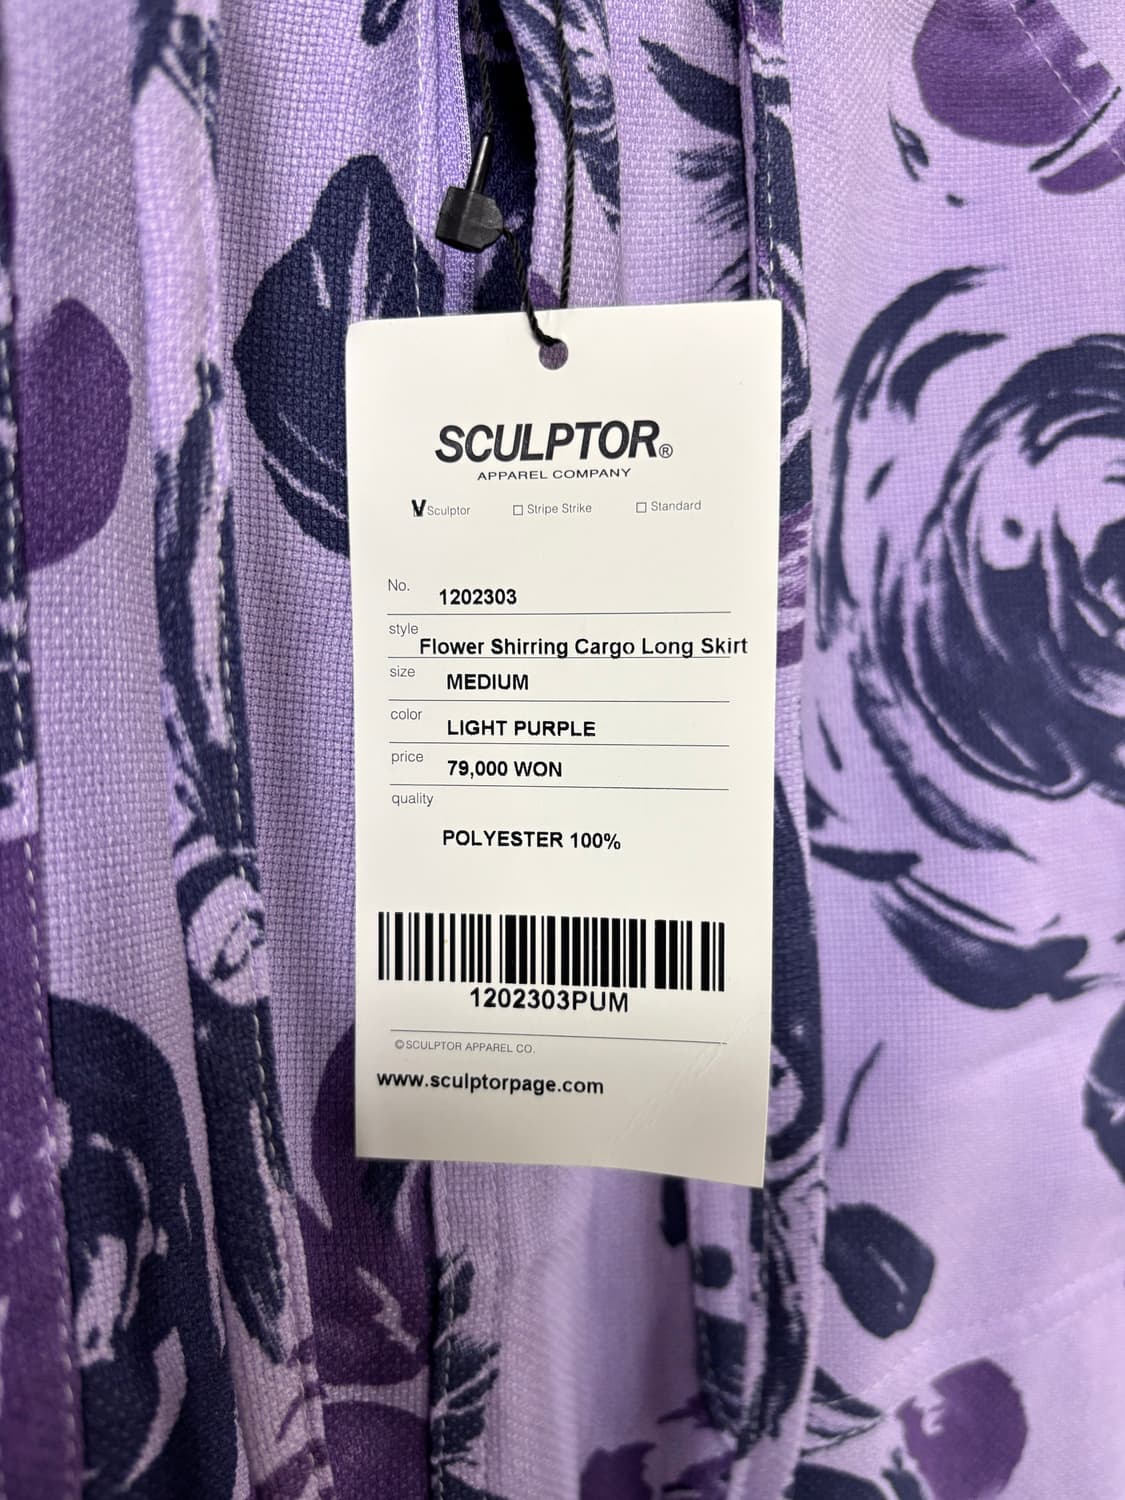 SCULPTOR®
APPAREL COMPANY
V Sculptor □ Stripe Strike □ Standard
No. 1202303
style Flower Shirring Cargo Long Skirt
size MEDIUM
color LIGHT PURPLE
price 79,000 WON
quality
POLYESTER 100%
1202303PUM
©SCULPTOR APPAREL CO.
www.sculptorpage.com